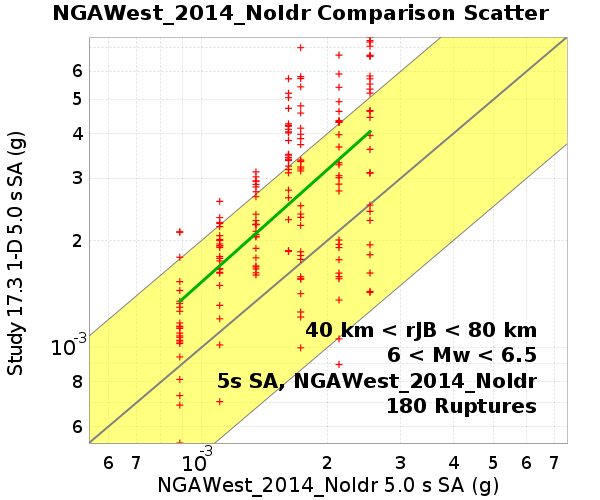 NGAWest_2014_NoIdr Comparison Scatter
Study 17.3 1-D 5.0 s SA (g)
6
5
4
3
2
10-3
8
6
40 km < rJB < 80 km
6 < Mw < 6.5
5s SA, NGAWest_2014_NoIdr
180 Ruptures
6 7 10-3 2 3 4 5 6 7
NGAWest_2014_NoIdr 5.0 s SA (g)